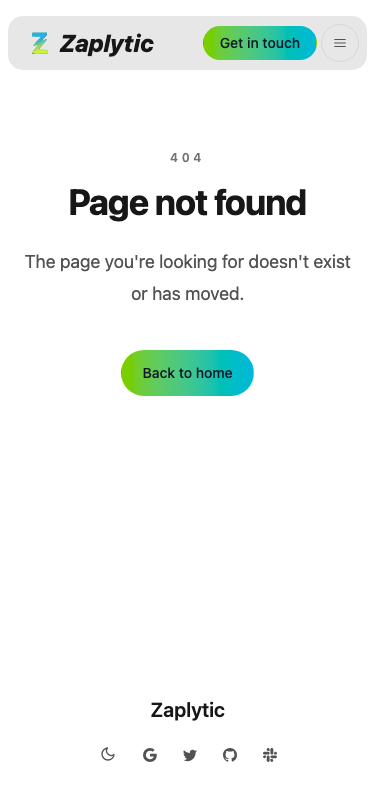 Zaplytic
Get in touch
404
Page not found
The page you're looking for doesn't exist
or has moved.
Back to home
Zaplytic